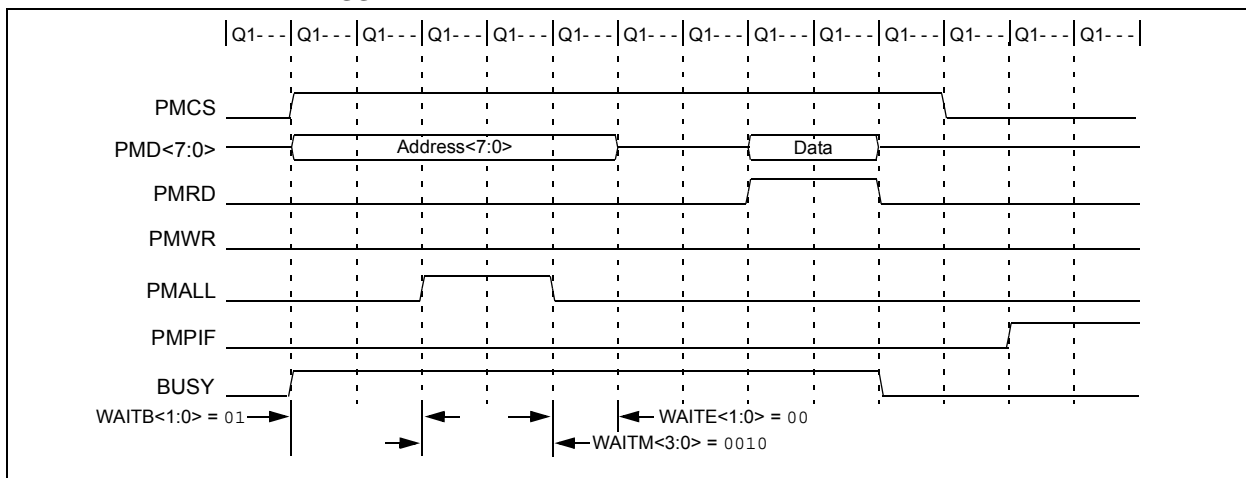 Q1- - - Q1- - - Q1- - - Q1- - - Q1- - - Q1- - - Q1- - - Q1- - - Q1- - - Q1- - - Q1- - - Q1- - - Q1- - - Q1- - -
PMCS
PMD<7:0> Address<7:0> Data
PMRD
PMWR
PMALL
PMPIF
BUSY
WAITB<1:0> = 01 WAITE<1:0> = 00
WAITM<3:0> = 0010